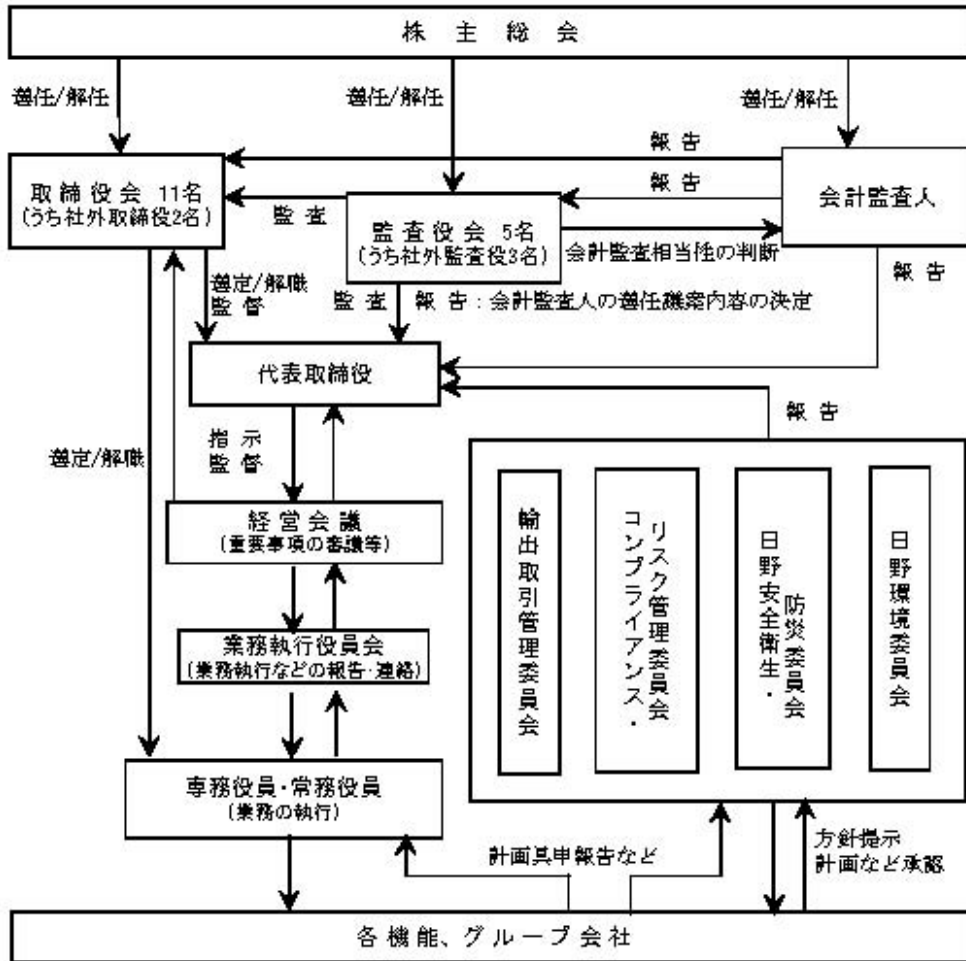 株主総会
選任/解任
選任/解任
選任/解任
報告
取締役会 11名
(うち社外取締役2名)
監査
監査役会 5名
(うち社外監査役3名)
報告
会計監査人
会計監査相当性の判断
選定/解職
監督
監査
報告：会計監査人の選任議案内容の決定
報告
代表取締役
報告
選定/解職
指示
監督
経営会議
(重要事項の審議等)
業務執行役員会
(業務執行などの報告・連絡)
専務役員・常務役員
(業務の執行)
輸出取引管理委員会
コンプライアンス・
リスク管理委員会
日野安全衛生・
防災委員会
日野環境委員会
計画具申報告など
方針提示
計画など承認
各機能、グループ会社